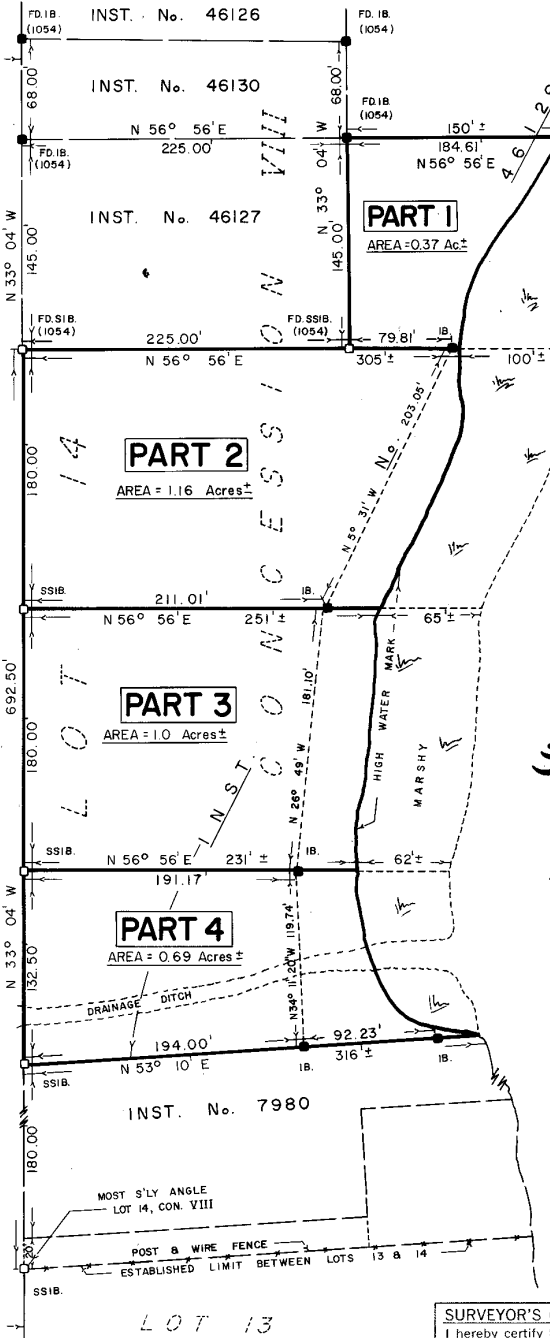 FD. IB.
(1054)
INST. No. 46126
FD. IB.
(1054)
68.00'
INST. No. 46130
68.00'
FD. IB.
(1054)
N 56° 56' E
225.00'
FD. IB.
(1054)
150' ±
184.61'
N 56° 56' E
N 33° 04' W
145.00'
INST. No. 46127
N 33° 04' W
145.00'
PART 1
AREA = 0.37 Ac.±
FD. SIB.
(1054)
225.00'
N 56° 56' E
FD. SSIB.
(1054)
79.81'
IB.
305' ±
100' ±
LOT 14
CONCESSION VIII
180.00
PART 2
AREA = 1.16 Acres ±
N 5° 31' W 203.05'
INST No. 46120
SSIB.
211.01'
IB.
N 56° 56' E
251' ±
65' ±
692.50'
180.00
PART 3
AREA = 1.0 Acres ±
N 26° 49' W
181.10'
HIGH WATER MARK
MARSHY
SSIB.
N 56° 56' E
231' ±
IB.
62' ±
191.17'
N 33° 04' W
132.50
PART 4
AREA = 0.69 Acres ±
N34° 11' 20" W 119.74'
DRAINAGE DITCH
194.00'
92.23'
N 53° 10' E
316' ±
IB.
IB.
SSIB.
INST. No. 7980
180.00
MOST S'LY ANGLE
LOT 14, CON. VIII
20'
POST & WIRE FENCE
ESTABLISHED LIMIT BETWEEN LOTS 13 & 14
SSIB.
LOT 13
SURVEYOR'S
I hereby certify